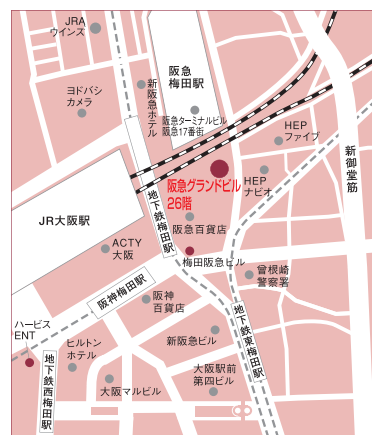 JRA
ウインズ
阪急
梅田駅
ヨドバシ
カメラ
新阪急ホテル
阪急ターミナルビル
阪急17番街
HEP
ファイブ
新御堂筋
阪急グランドビル
26階
HEP
ナビオ
地下鉄梅田駅
JR大阪駅
阪急百貨店
ACTY
大阪
梅田阪急ビル
曾根崎
警察署
阪神梅田駅
阪神
百貨店
地下鉄東梅田駅
ハービス
ENT
新阪急ビル
ヒルトン
ホテル
地下鉄西梅田駅
大阪マルビル
大阪駅前
第四ビル